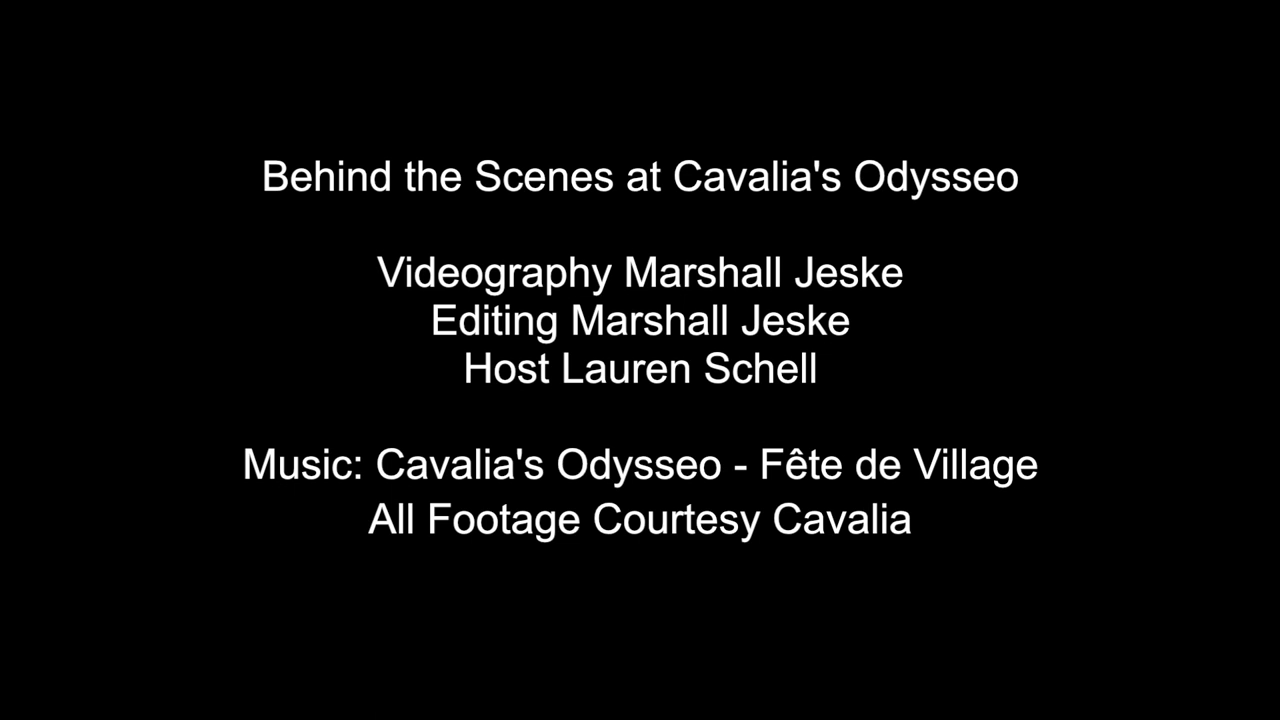 Behind the Scenes at Cavalia's Odysseo
Videography Marshall Jeske
Editing Marshall Jeske
Host Lauren Schell
Music: Cavalia's Odysseo - Fête de Village
All Footage Courtesy Cavalia